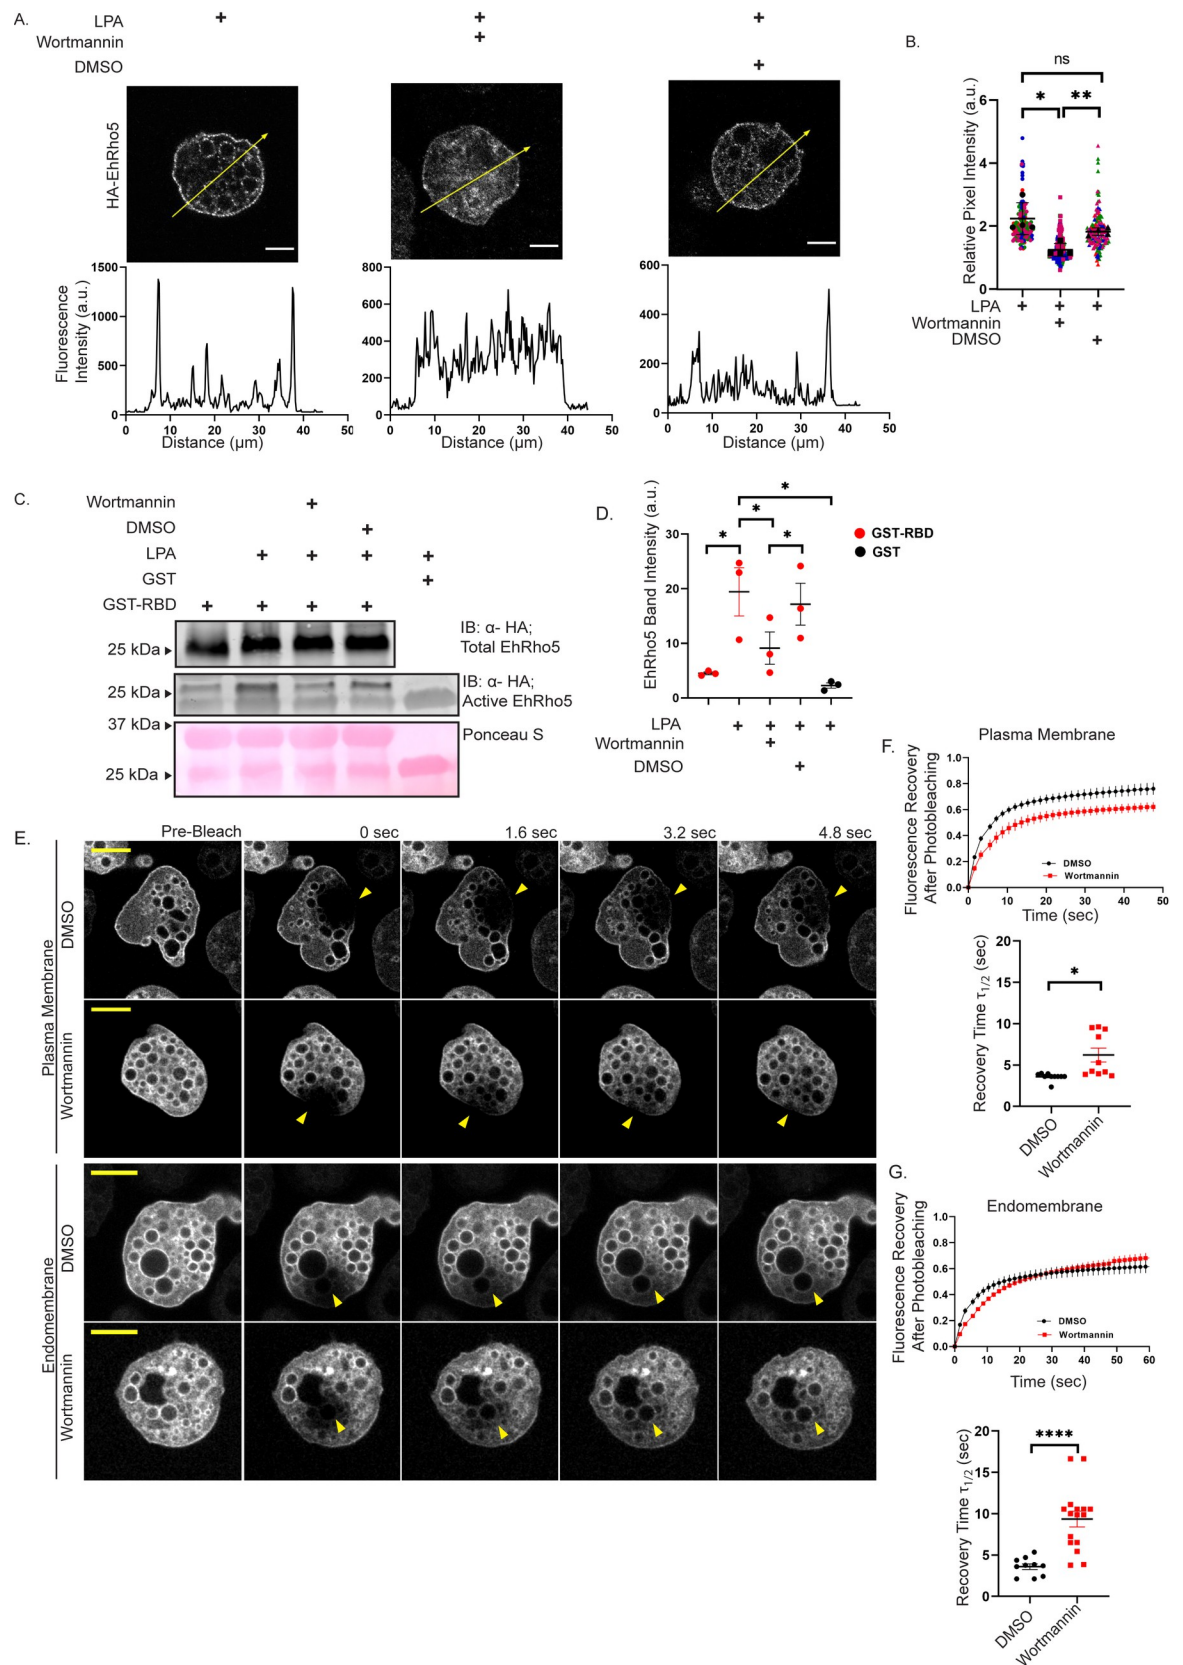 A.
LPA + + +
Wortmannin +
DMSO +
HA-EhRho5
Fluorescence
Intensity (a.u.)
1500
1000
500
0
0 10 20 30 40 50
Distance (µm)
800
600
400
200
0
0 10 20 30 40 50
Distance (µm)
600
400
200
0
0 10 20 30 40 50
Distance (µm)
B.
ns
* **
Relative Pixel Intensity (a.u.)
6
4
2
0
LPA + + +
Wortmannin +
DMSO +
C.
Wortmannin +
DMSO +
LPA + + + +
GST +
GST-RBD + + + +
25 kDa
IB: α- HA;
Total EhRho5
25 kDa
IB: α- HA;
Active EhRho5
37 kDa
Ponceau S
25 kDa
D.
EhRho5 Band Intensity (a.u.)
30
20
10
0
*
*
* *
GST-RBD
GST
LPA + + + +
Wortmannin +
DMSO +
E.
Pre-Bleach 0 sec 1.6 sec 3.2 sec 4.8 sec
Plasma Membrane
DMSO
Wortmannin
Endomembrane
DMSO
Wortmannin
F.
Plasma Membrane
Fluorescence Recovery
After Photobleaching
1.0
0.8
0.6
0.4
0.2
0.0
DMSO
Wortmannin
0 10 20 30 40 50
Time (sec)
Recovery Time τ1/2 (sec)
20
15
10
5
0
*
DMSO
Wortmannin
G.
Endomembrane
Fluorescence Recovery
After Photobleaching
1.0
0.8
0.6
0.4
0.2
0.0
DMSO
Wortmannin
0 10 20 30 40 50 60
Time (sec)
Recovery Time τ1/2 (sec)
20
15
10
5
0
****
DMSO
Wortmannin